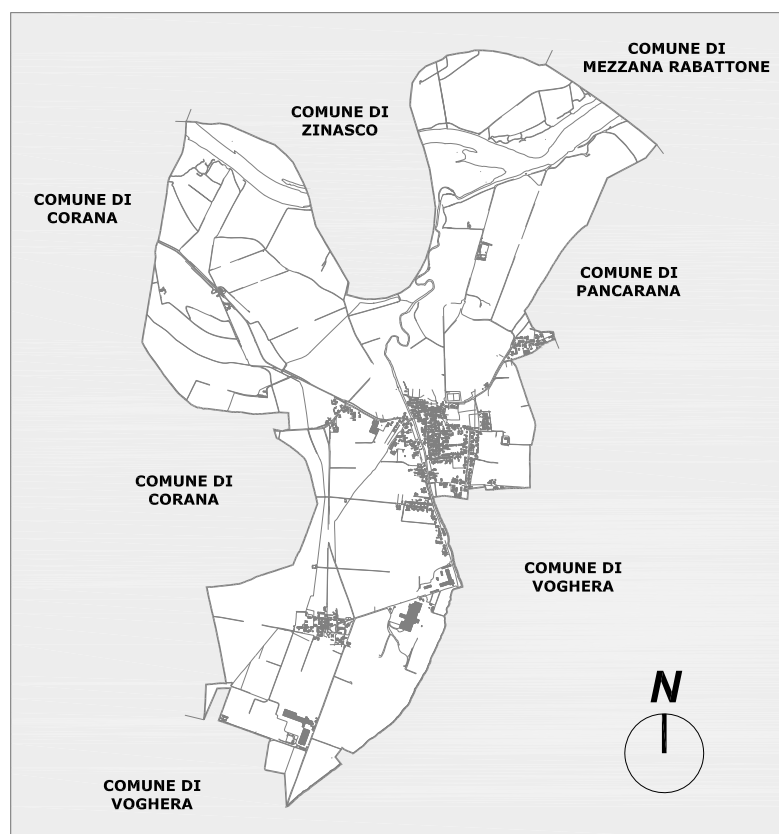 COMUNE DI
MEZZANA RABATTONE
COMUNE DI
ZINASCO
COMUNE DI
CORANA
COMUNE DI
PANCARANA
COMUNE DI
CORANA
COMUNE DI
VOGHERA
N
COMUNE DI
VOGHERA